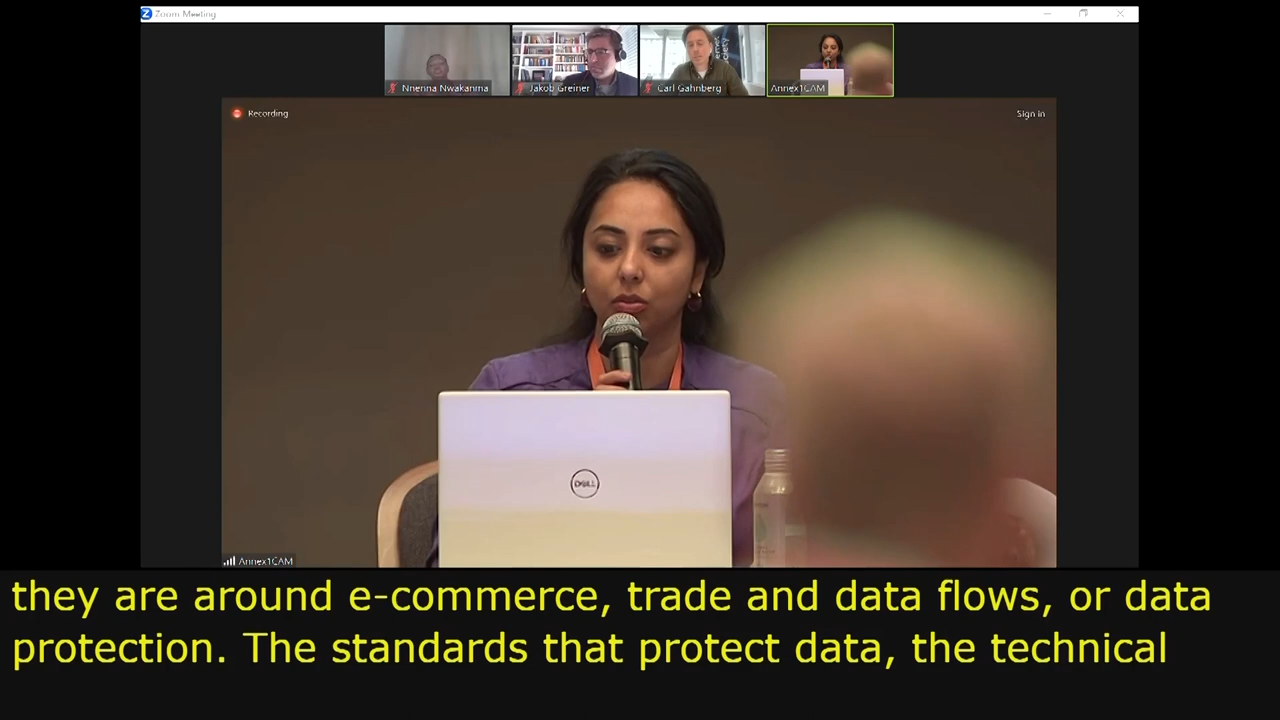 Zoom Meeting
Nnenna Nwakanma
Jakob Greiner
Carl Gahnberg
Annex1CAM
Recording
Sign in
DELL
Annex1CAM
they are around e-commerce, trade and data flows, or data
protection. The standards that protect data, the technical